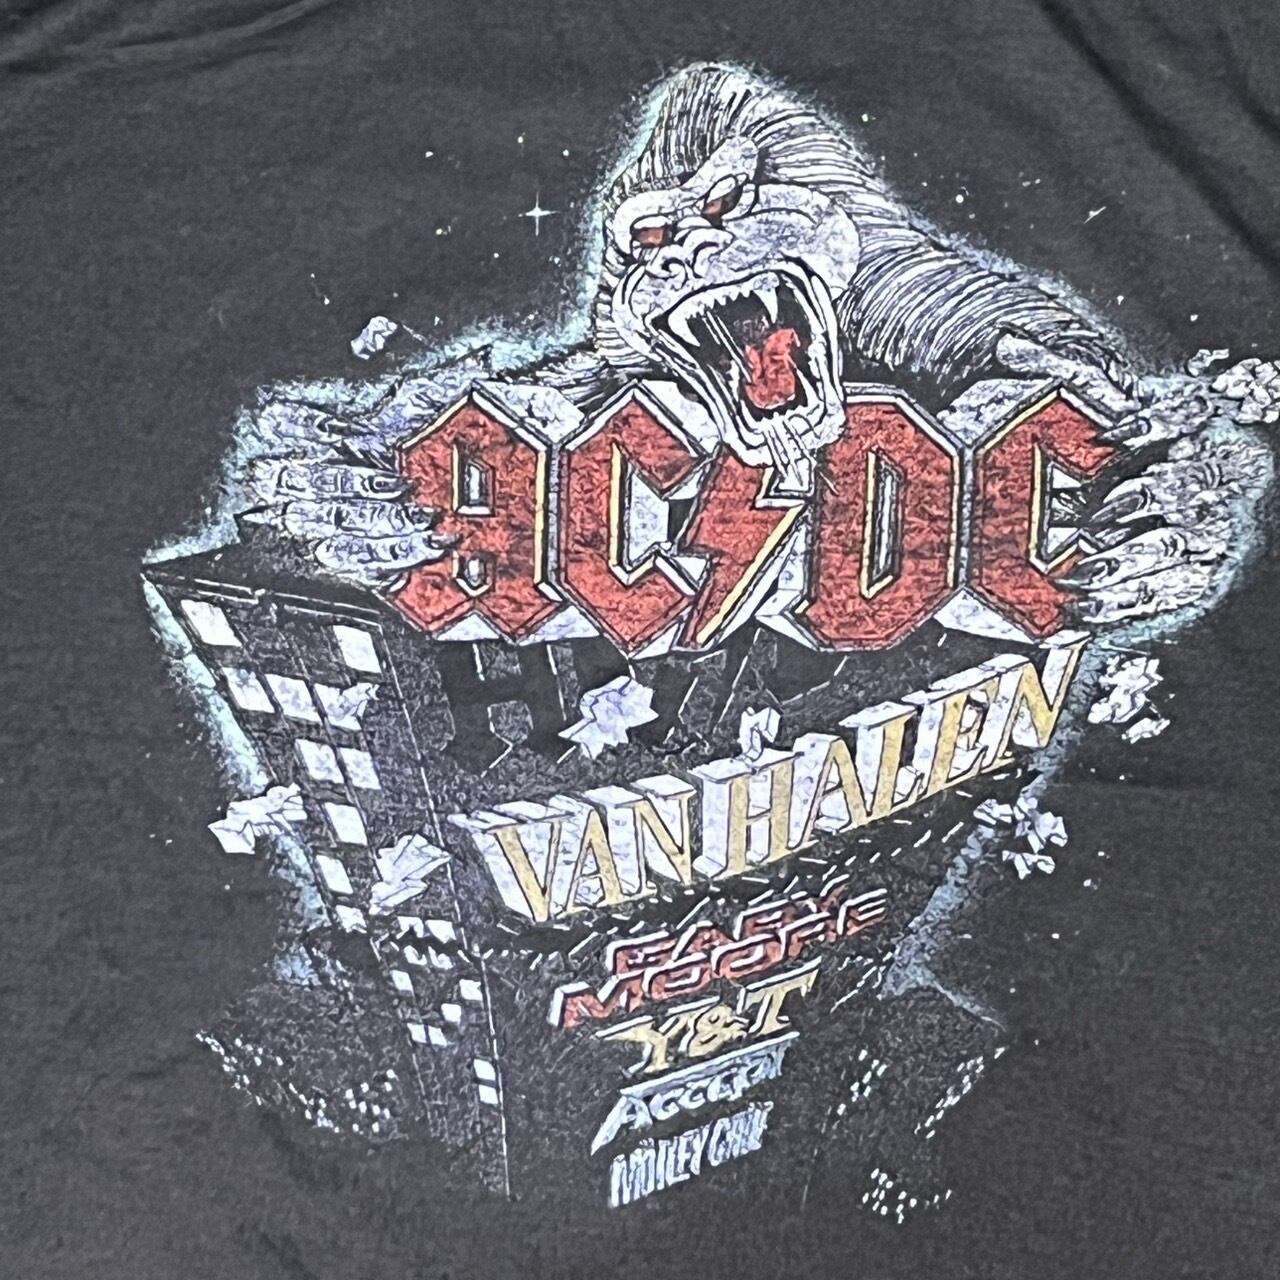 AC⚡DC
VAN HALEN
GARY
MOORE
Y&T
ACCEPT
MÖTLEY CRÜE